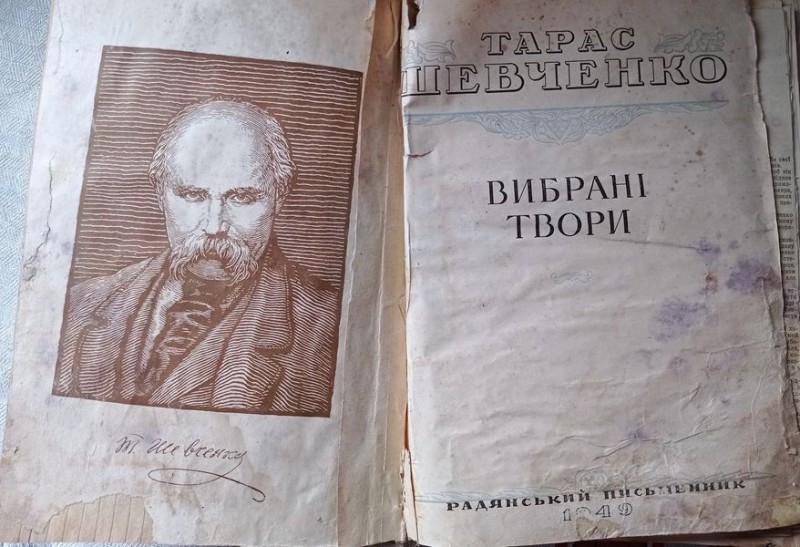 Т. Шевченко
ТАРАС
ШЕВЧЕНКО
ВИБРАНІ
ТВОРИ
РАДЯНСЬКИЙ ПИСЬМЕННИК
1949